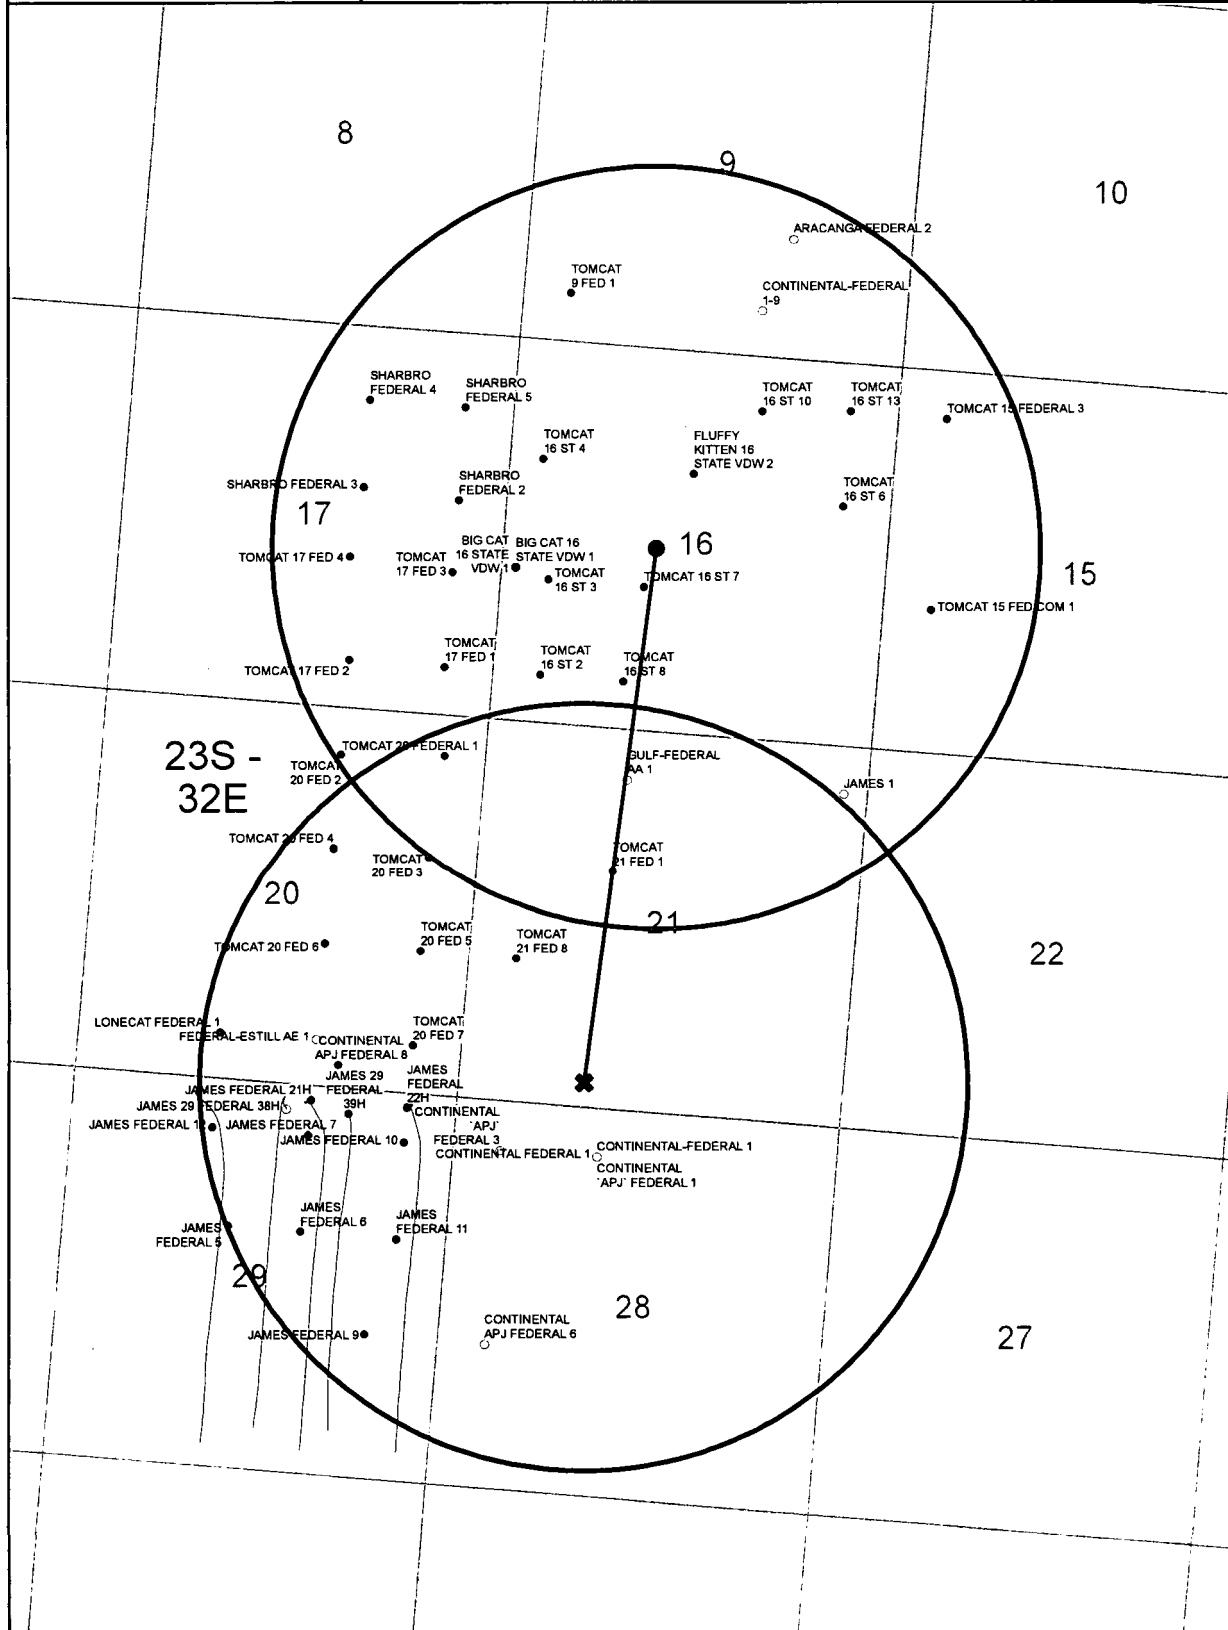 8
9
10
ARACANGA FEDERAL 2
TOMCAT
9 FED 1
CONTINENTAL-FEDERAL
1-9
SHARBRO
FEDERAL 4
SHARBRO
FEDERAL 5
TOMCAT
16 ST 10
TOMCAT
16 ST 13
TOMCAT 15 FEDERAL 3
TOMCAT
16 ST 4
FLUFFY
KITTEN 16
STATE VDW 2
SHARBRO FEDERAL 3
SHARBRO
FEDERAL 2
TOMCAT
16 ST 6
17
BIG CAT
16 STATE
VDW 1
BIG CAT 16
STATE VDW 1
16
TOMCAT 17 FED 4
TOMCAT
17 FED 3
TOMCAT
16 ST 3
TOMCAT 16 ST 7
15
TOMCAT 15 FED COM 1
TOMCAT 17 FED 2
TOMCAT
17 FED 1
TOMCAT
16 ST 2
TOMCAT
16 ST 8
23S -
32E
TOMCAT 20 FEDERAL 1
TOMCAT
20 FED 2
GULF-FEDERAL
AA 1
JAMES 1
TOMCAT 20 FED 4
TOMCAT
20 FED 3
TOMCAT
21 FED 1
20
21
22
TOMCAT 20 FED 6
TOMCAT
20 FED 5
TOMCAT
21 FED 8
LONECAT FEDERAL 1
FEDERAL-ESTILL AE 1
CONTINENTAL
APJ FEDERAL 8
TOMCAT
20 FED 7
JAMES FEDERAL 21H
JAMES 29
FEDERAL
39H
JAMES
FEDERAL
22H
JAMES 29 FEDERAL 38H
JAMES FEDERAL 12
JAMES FEDERAL 7
JAMES FEDERAL 10
CONTINENTAL
`APJ`
FEDERAL 3
CONTINENTAL FEDERAL 1
CONTINENTAL-FEDERAL 1
CONTINENTAL
`APJ` FEDERAL 1
JAMES
FEDERAL 5
JAMES
FEDERAL 6
JAMES
FEDERAL 11
29
28
27
JAMES FEDERAL 9
CONTINENTAL
APJ FEDERAL 6